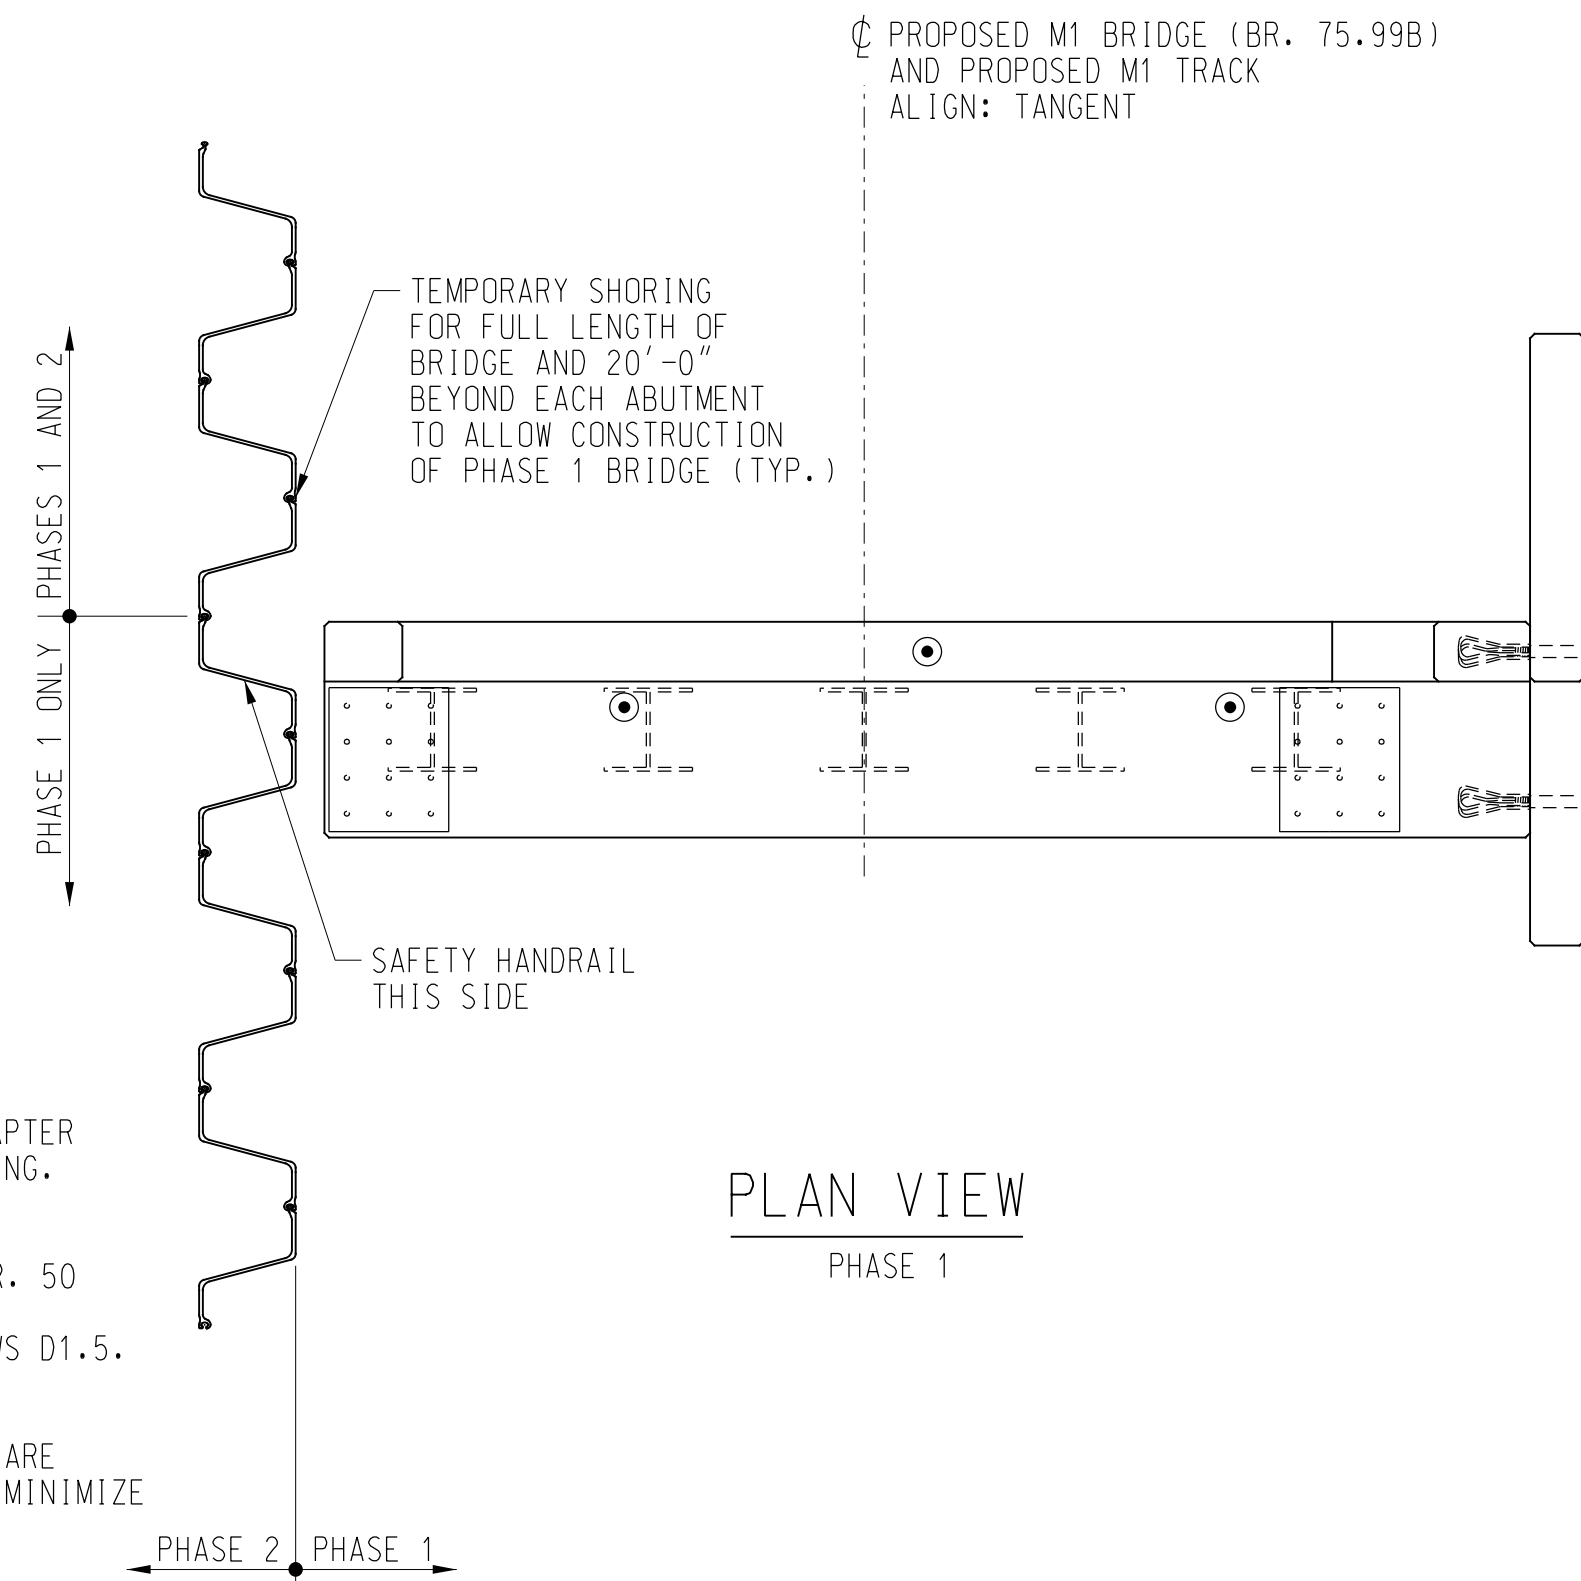 ℄ PROPOSED M1 BRIDGE (BR. 75.99B)
AND PROPOSED M1 TRACK
ALIGN: TANGENT
TEMPORARY SHORING
FOR FULL LENGTH OF
BRIDGE AND 20'-0"
BEYOND EACH ABUTMENT
TO ALLOW CONSTRUCTION
OF PHASE 1 BRIDGE (TYP.)
PHASES 1 AND 2
PHASE 1 ONLY
SAFETY HANDRAIL
THIS SIDE
APTER
NG.
R. 50
WS D1.5.
ARE
MINIMIZE
PLAN VIEW
PHASE 1
PHASE 2
PHASE 1